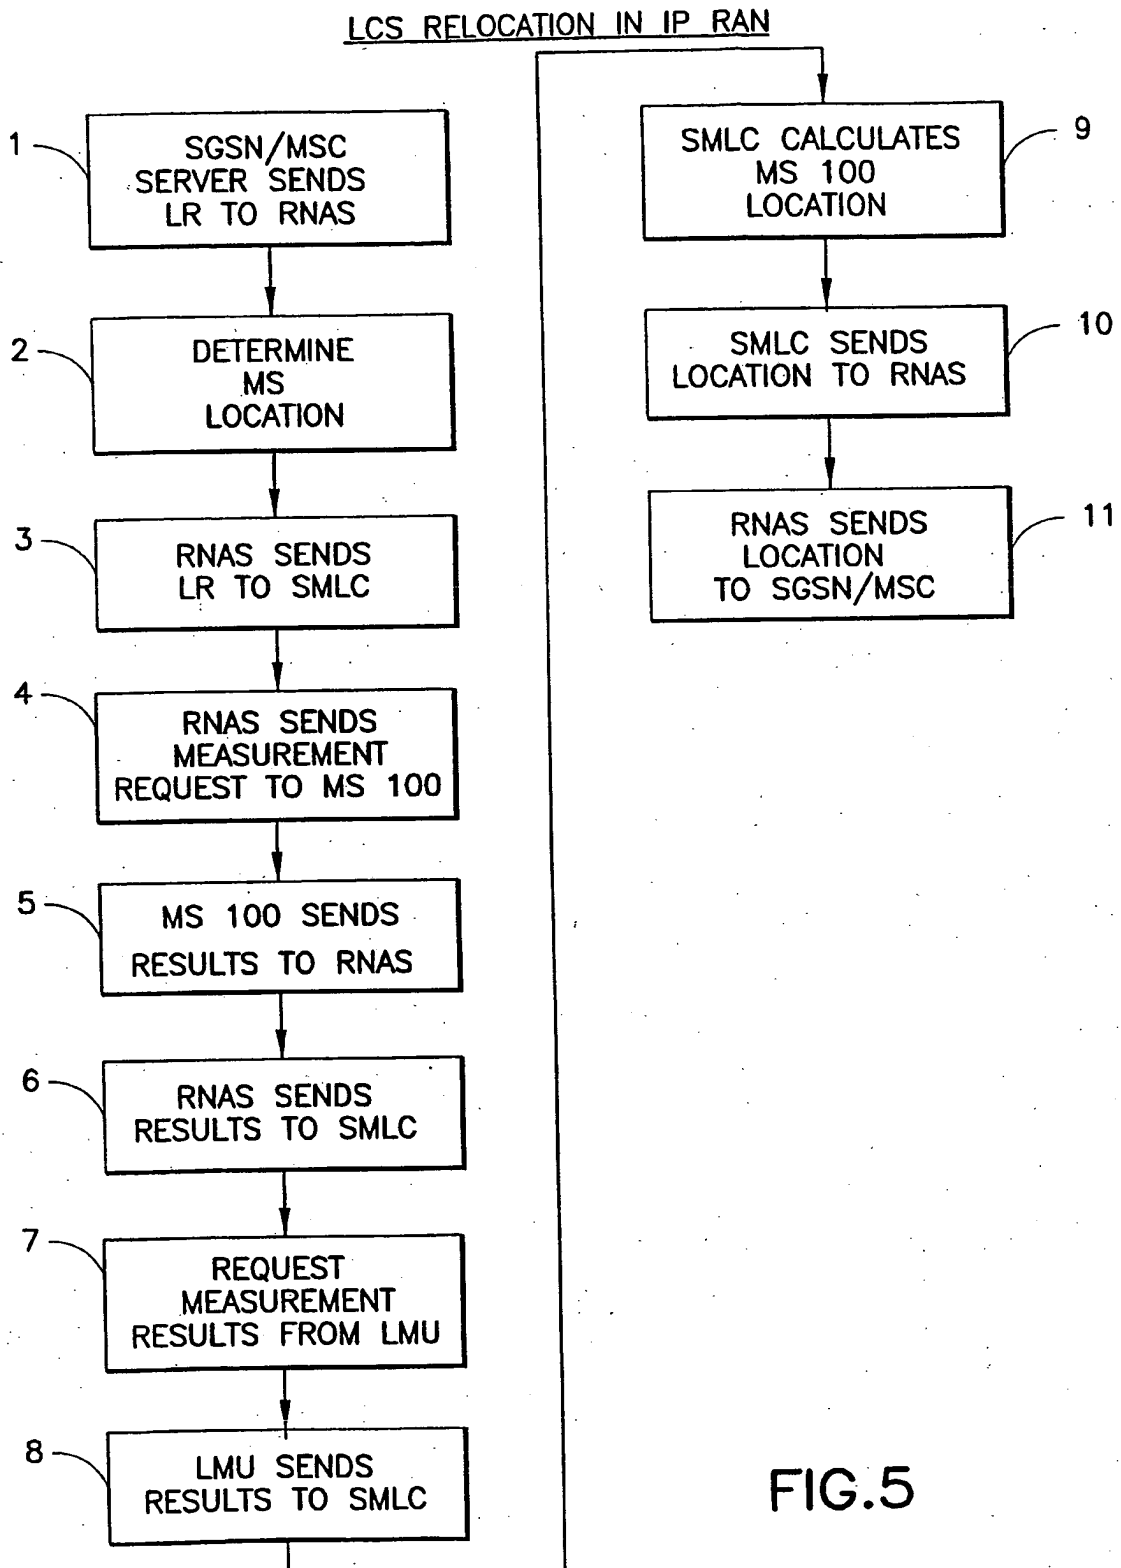 LCS RELOCATION IN IP RAN
1
SGSN/MSC
SERVER SENDS
LR TO RNAS
2
DETERMINE
MS
LOCATION
3
RNAS SENDS
LR TO SMLC
4
RNAS SENDS
MEASUREMENT
REQUEST TO MS 100
5
MS 100 SENDS
RESULTS TO RNAS
6
RNAS SENDS
RESULTS TO SMLC
7
REQUEST
MEASUREMENT
RESULTS FROM LMU
8
LMU SENDS
RESULTS TO SMLC
9
SMLC CALCULATES
MS 100
LOCATION
10
SMLC SENDS
LOCATION TO RNAS
11
RNAS SENDS
LOCATION
TO SGSN/MSC
FIG.5